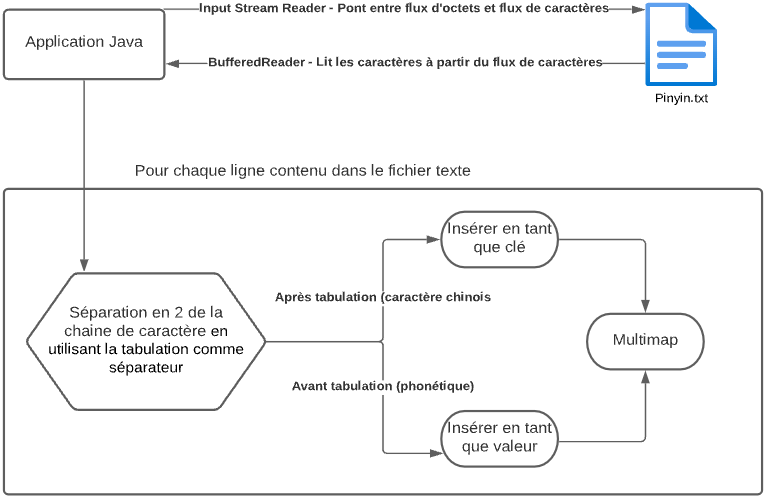 Input Stream Reader - Pont entre flux d'octets et flux de caractères
Application Java
BufferedReader - Lit les caractères à partir du flux de caractères
Pinyin.txt
Pour chaque ligne contenu dans le fichier texte
Insérer en tant
que clé
Après tabulation (caractère chinois
Séparation en 2 de la
chaine de caractère en
utilisant la tabulation comme
séparateur
Multimap
Avant tabulation (phonétique)
Insérer en tant
que valeur